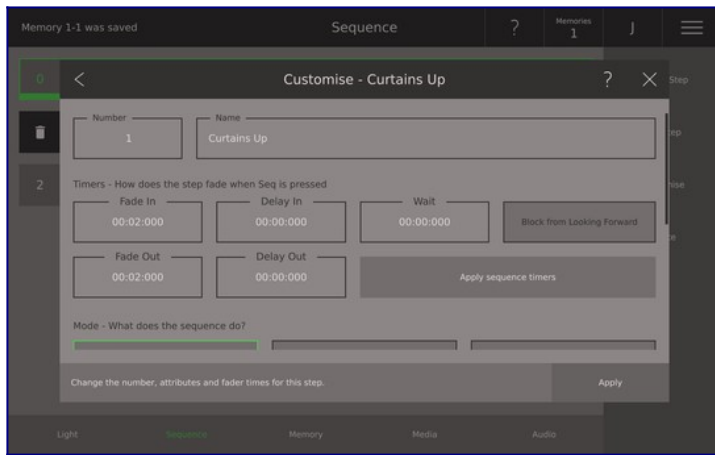 Memory 1-1 was saved
Sequence
?
Memories
1
J
0
Customise - Curtains Up
?
Step
Number
1
Name
Curtains Up
2
Timers - How does the step fade when Seq is pressed
Fade In
00:02:000
Delay In
00:00:000
Wait
00:00:000
Block from Looking Forward
Fade Out
00:02:000
Delay Out
00:00:000
Apply sequence timers
Mode - What does the sequence do?
Change the number, attributes and fader times for this step.
Apply
Light
Sequence
Memory
Media
Audio